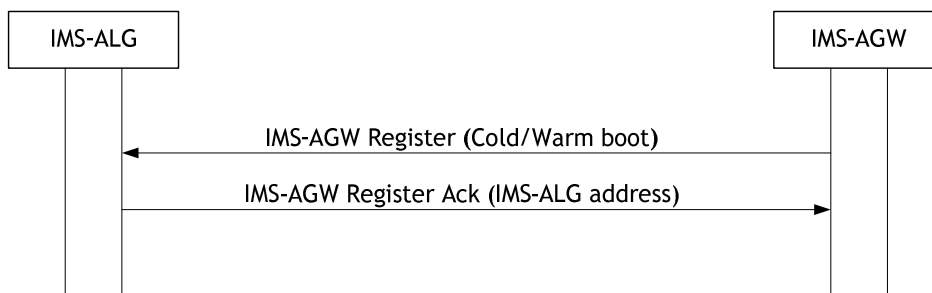 IMS-ALG
IMS-AGW
IMS-AGW Register (Cold/Warm boot)
IMS-AGW Register Ack (IMS-ALG address)